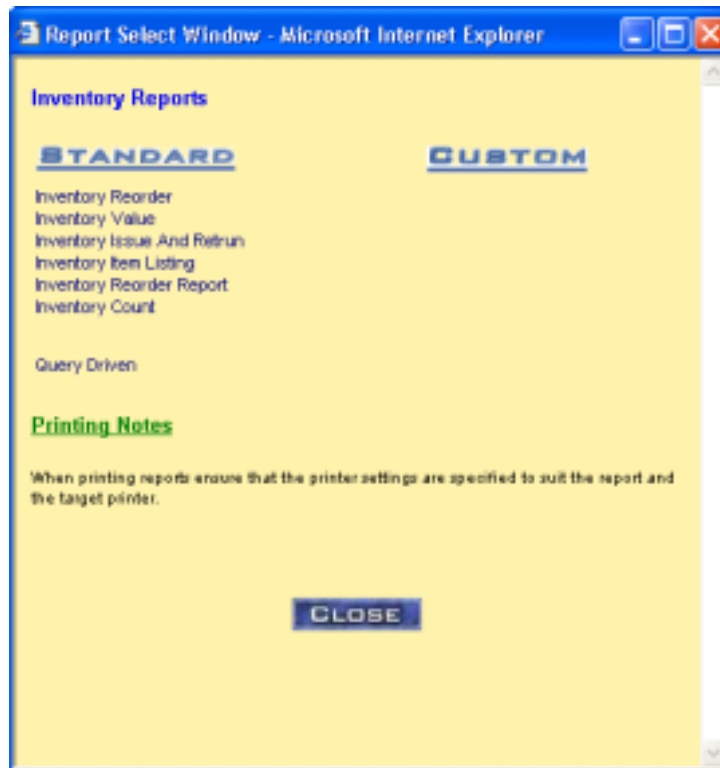 Report Select Window - Microsoft Internet Explorer
Inventory Reports
STANDARD
CUSTOM
Inventory Reorder
Inventory Value
Inventory Issue And Retrun
Inventory Item Listing
Inventory Reorder Report
Inventory Count
Query Driven
Printing Notes
When printing reports ensure that the printer settings are specified to suit the report and
the target printer.
CLOSE